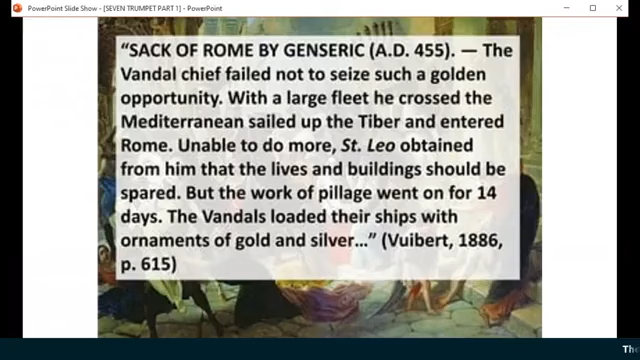 PowerPoint Slide Show - [SEVEN TRUMPET PART 1] - PowerPoint
“SACK OF ROME BY GENSERIC (A.D. 455). — The
Vandal chief failed not to seize such a golden
opportunity. With a large fleet he crossed the
Mediterranean sailed up the Tiber and entered
Rome. Unable to do more, St. Leo obtained
from him that the lives and buildings should be
spared. But the work of pillage went on for 14
days. The Vandals loaded their ships with
ornaments of gold and silver…” (Vuibert, 1886,
p. 615)